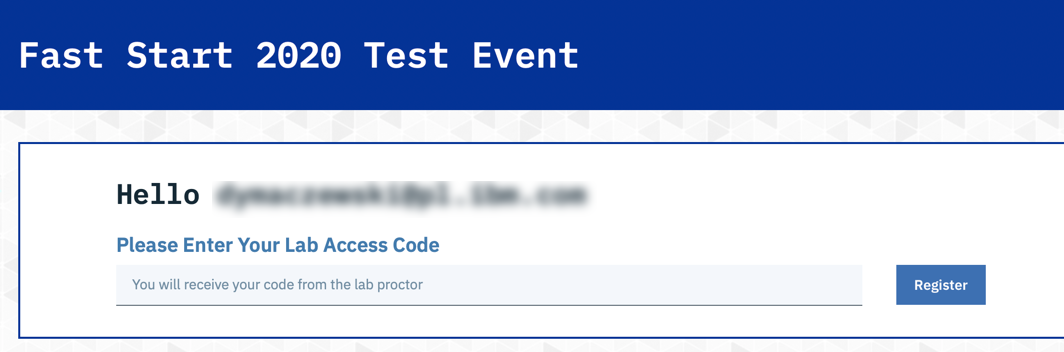 Fast Start 2020 Test Event
Hello
Please Enter Your Lab Access Code
You will receive your code from the lab proctor
Register